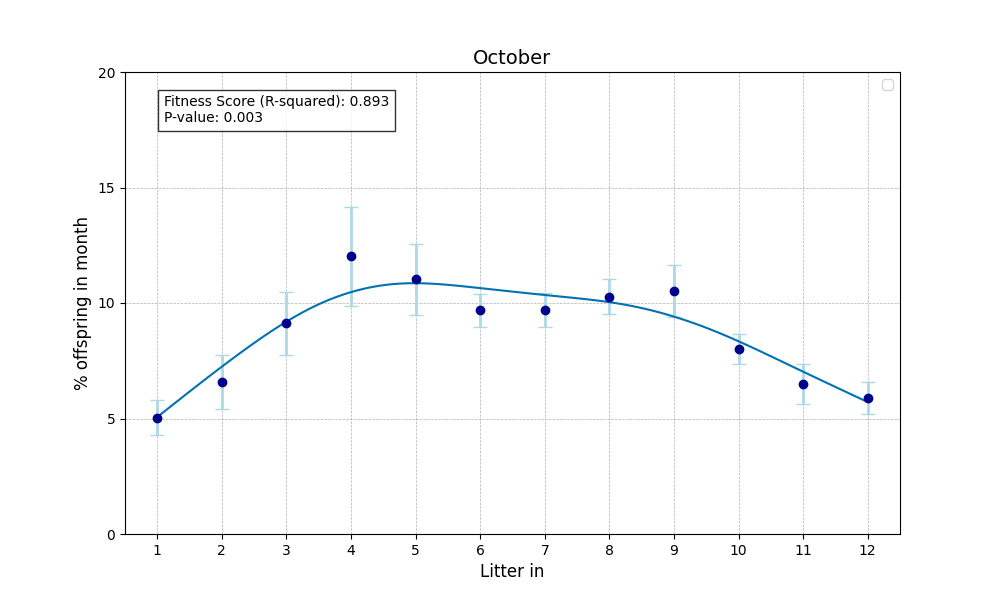 October
Fitness Score (R-squared): 0.893
P-value: 0.003
% offspring in month
20
15
10
5
0
1 2 3 4 5 6 7 8 9 10 11 12
Litter in